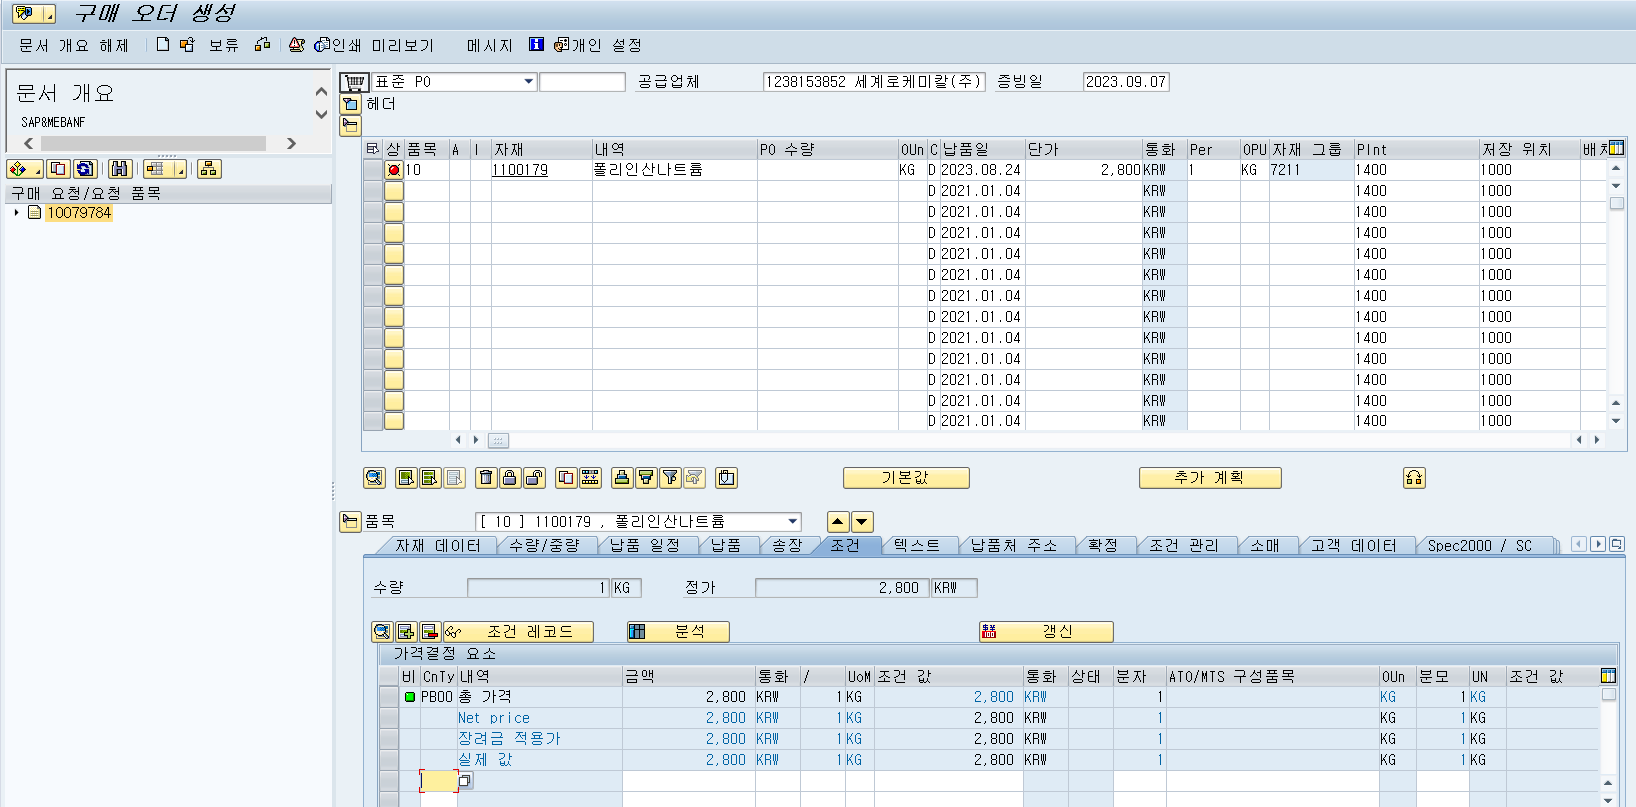 구매 오더 생성
문서 개요 해제 보류 인쇄 미리보기 메시지 개인 설정
문서 개요
SAP&MEBANF
구매 요청/요청 품목
10079784
표준 PO 공급업체 1238153852 세계로케미칼(주) 증빙일 2023.09.07
헤더
상 품목 A I 자재 내역 PO 수량 OUn C 납품일 단가 통화 Per OPU 자재 그룹 Plnt 저장 위치 배치
10 1100179 폴리인산나트륨 KG D 2023.08.24 2,800 KRW 1 KG 7211 1400 1000
D 2021.01.04 KRW 1400 1000
D 2021.01.04 KRW 1400 1000
D 2021.01.04 KRW 1400 1000
D 2021.01.04 KRW 1400 1000
D 2021.01.04 KRW 1400 1000
D 2021.01.04 KRW 1400 1000
D 2021.01.04 KRW 1400 1000
D 2021.01.04 KRW 1400 1000
D 2021.01.04 KRW 1400 1000
D 2021.01.04 KRW 1400 1000
D 2021.01.04 KRW 1400 1000
D 2021.01.04 KRW 1400 1000
기본값 추가 계획
품목 [ 10 ] 1100179 , 폴리인산나트륨
자재 데이터 수량/중량 납품 일정 납품 송장 조건 텍스트 납품처 주소 확정 조건 관리 소매 고객 데이터 Spec2000 / SC
수량 1 KG 정가 2,800 KRW
조건 레코드 분석 갱신
가격결정 요소
비 CnTy 내역 금액 통화 / UoM 조건 값 통화 상태 분자 ATO/MTS 구성품목 OUn 분모 UN 조건 값
PB00 총 가격 2,800 KRW 1 KG 2,800 KRW 1 KG 1 KG
Net price 2,800 KRW 1 KG 2,800 KRW 1 KG 1 KG
장려금 적용가 2,800 KRW 1 KG 2,800 KRW 1 KG 1 KG
실제 값 2,800 KRW 1 KG 2,800 KRW 1 KG 1 KG